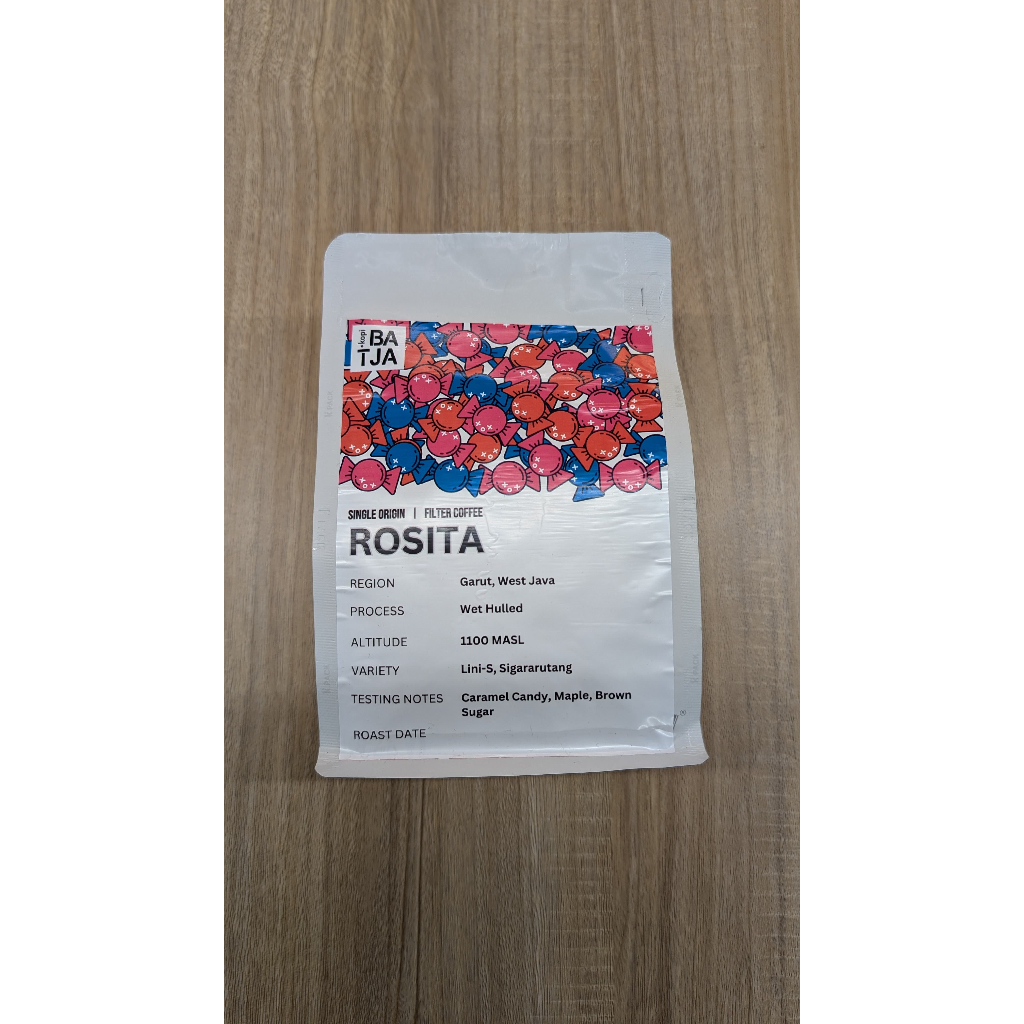 kopi
BA
TJA
SINGLE ORIGIN | FILTER COFFEE
ROSITA
REGION Garut, West Java
PROCESS Wet Hulled
ALTITUDE 1100 MASL
VARIETY Lini-S, Sigararutang
TESTING NOTES Caramel Candy, Maple, Brown
Sugar
ROAST DATE